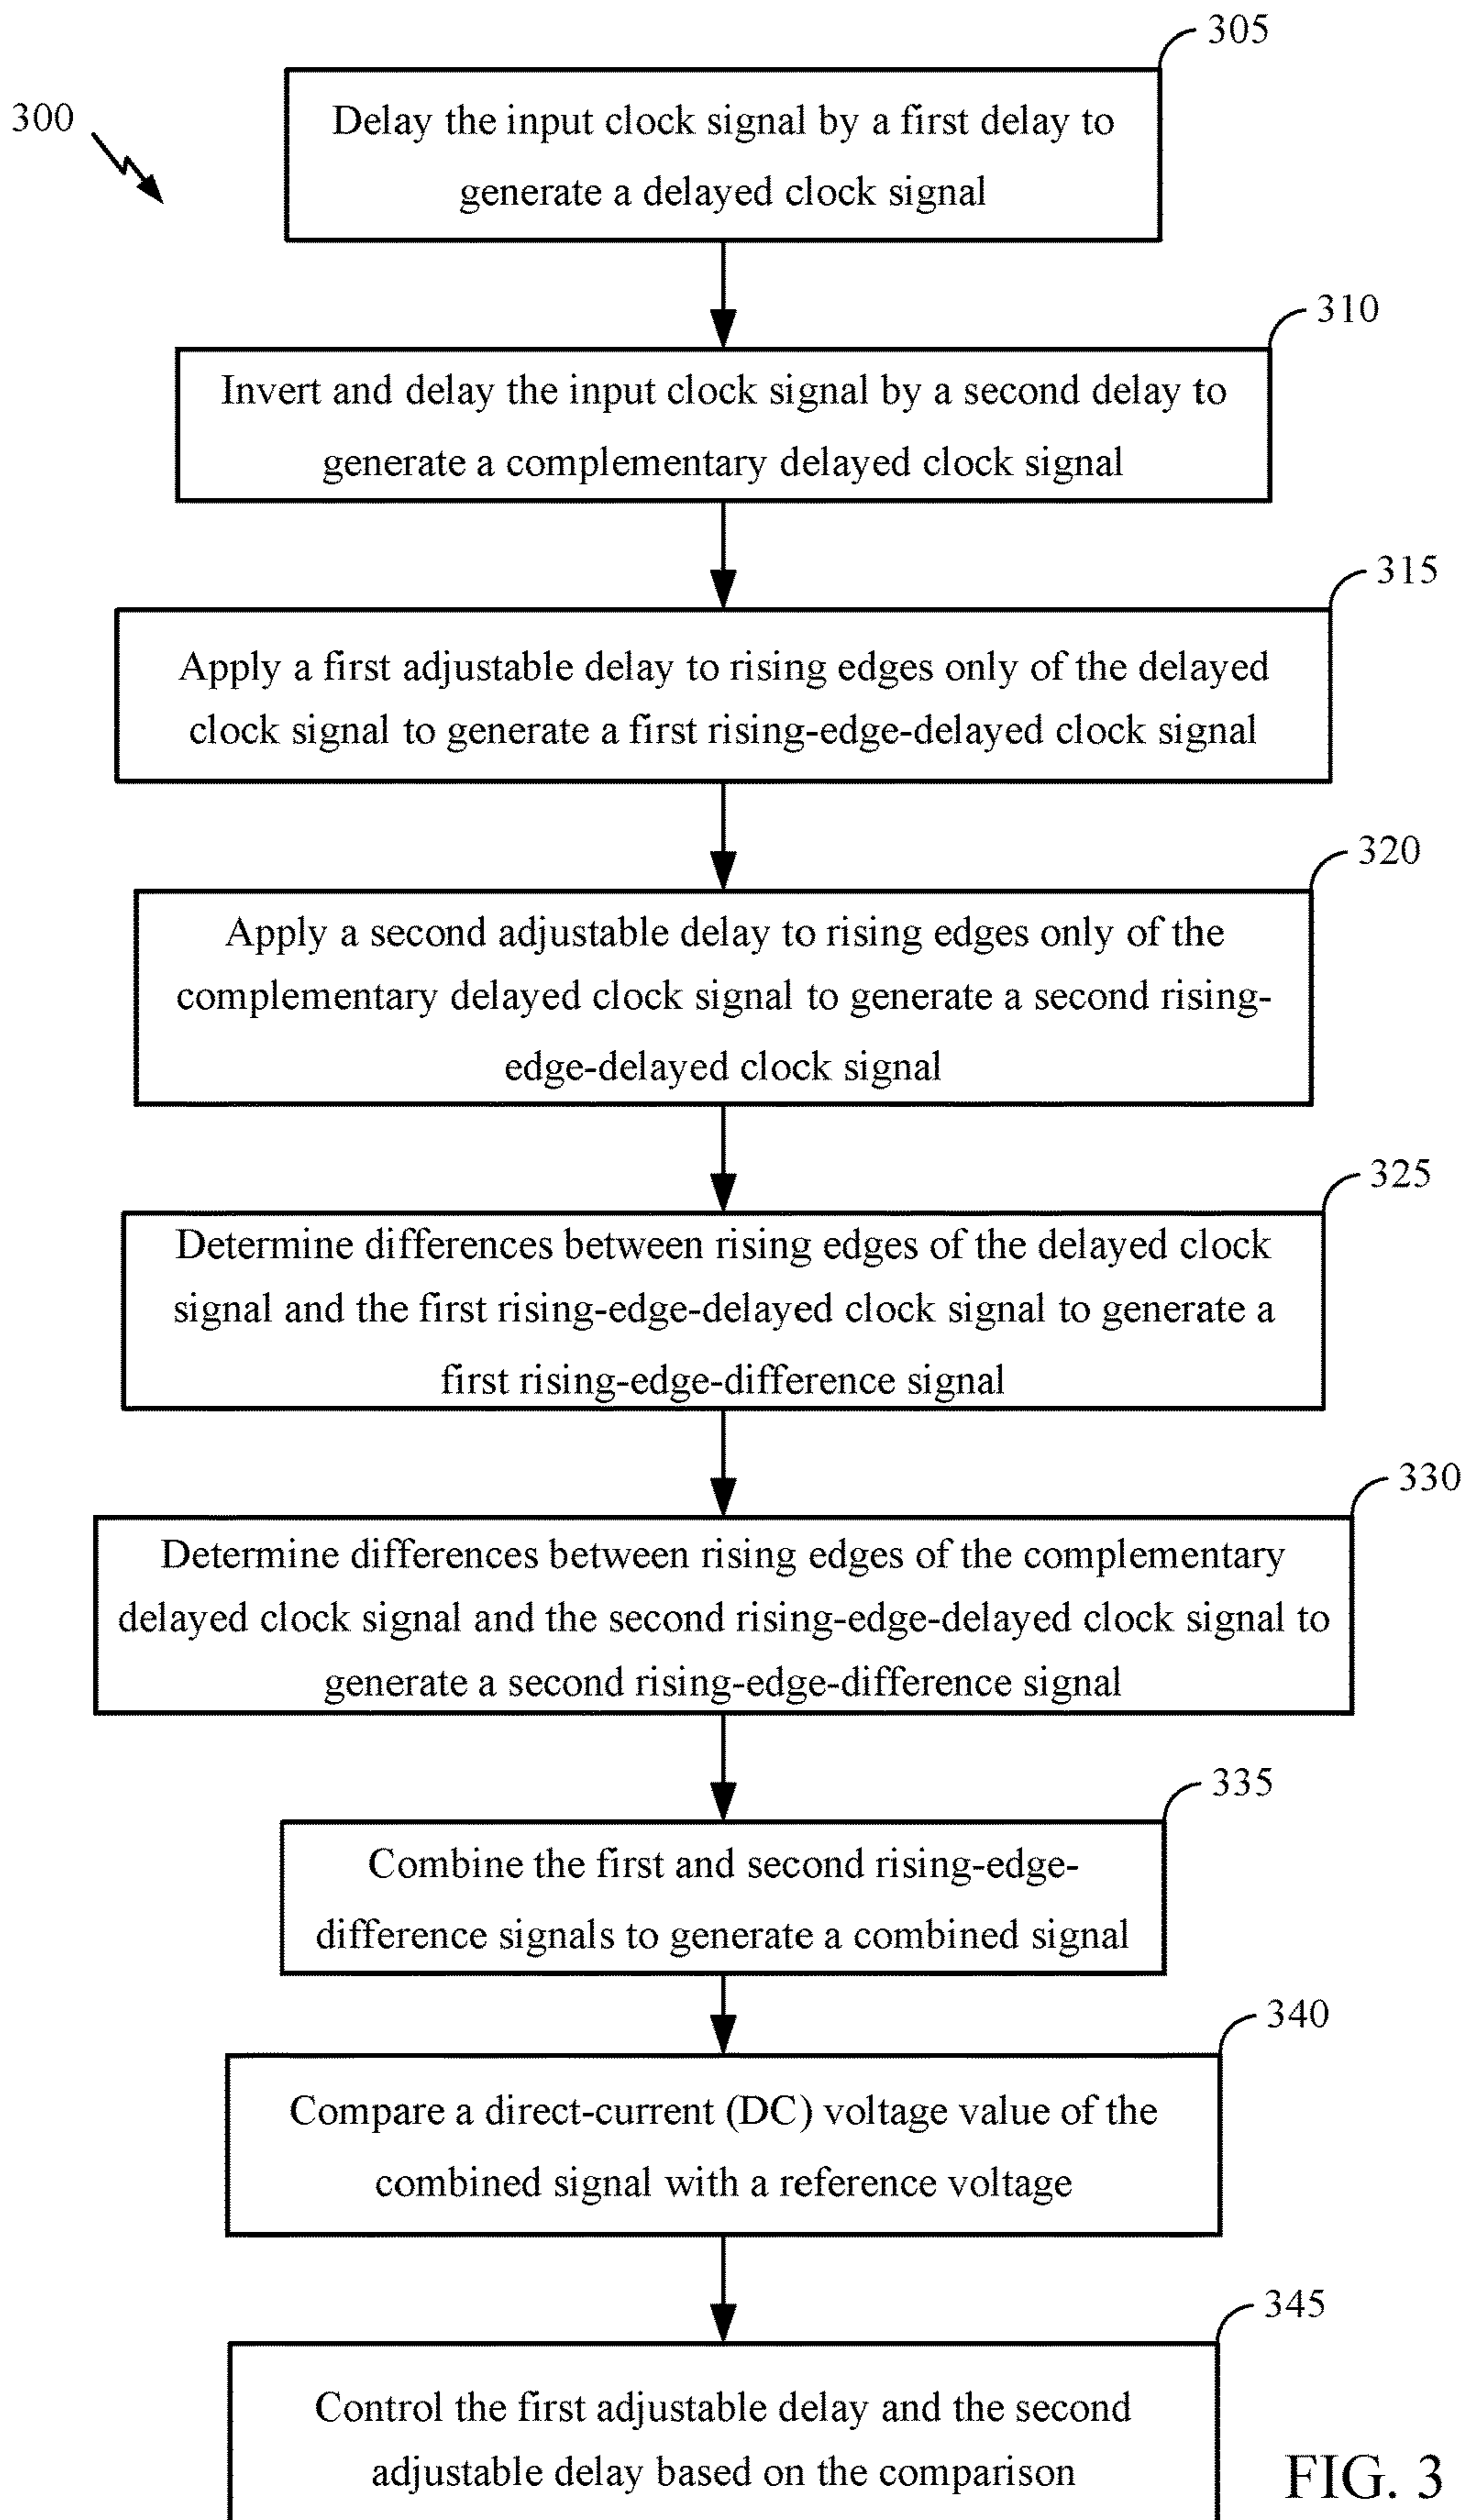 305
300
Delay the input clock signal by a first delay to
generate a delayed clock signal
310
Invert and delay the input clock signal by a second delay to
generate a complementary delayed clock signal
315
Apply a first adjustable delay to rising edges only of the delayed
clock signal to generate a first rising-edge-delayed clock signal
320
Apply a second adjustable delay to rising edges only of the
complementary delayed clock signal to generate a second rising-
edge-delayed clock signal
325
Determine differences between rising edges of the delayed clock
signal and the first rising-edge-delayed clock signal to generate a
first rising-edge-difference signal
330
Determine differences between rising edges of the complementary
delayed clock signal and the second rising-edge-delayed clock signal to
generate a second rising-edge-difference signal
335
Combine the first and second rising-edge-
difference signals to generate a combined signal
340
Compare a direct-current (DC) voltage value of the
combined signal with a reference voltage
345
Control the first adjustable delay and the second
adjustable delay based on the comparison
FIG. 3